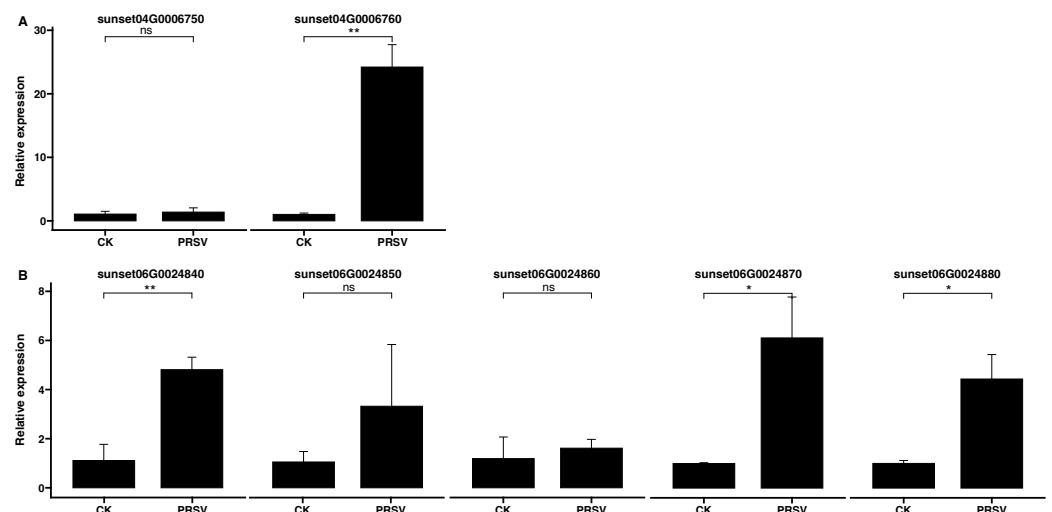 A
sunset04G0006750 sunset04G0006760
ns **
30
20
10
0
Relative expression
CK PRSV CK PRSV
B
sunset06G0024840 sunset06G0024850 sunset06G0024860 sunset06G0024870 sunset06G0024880
** ns ns * *
8
6
4
2
0
Relative expression
CK PRSV CK PRSV CK PRSV CK PRSV CK PRSV